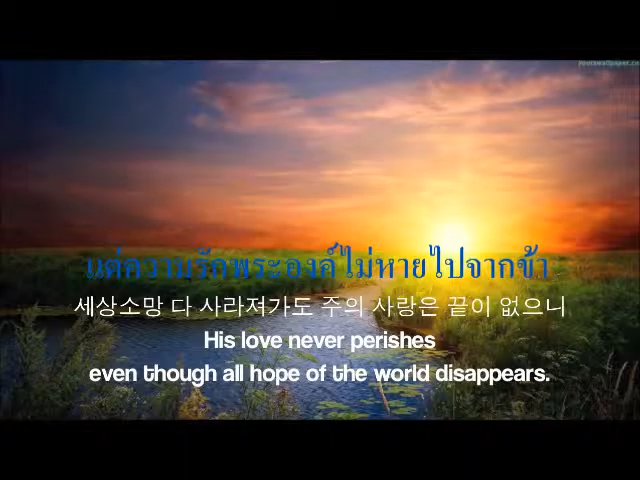 แต่ความรักพระองค์ไม่หายไปจากข้า
세상소망 다 사라져가도 주의 사랑은 끝이 없으니
His love never perishes
even though all hope of the world disappears.